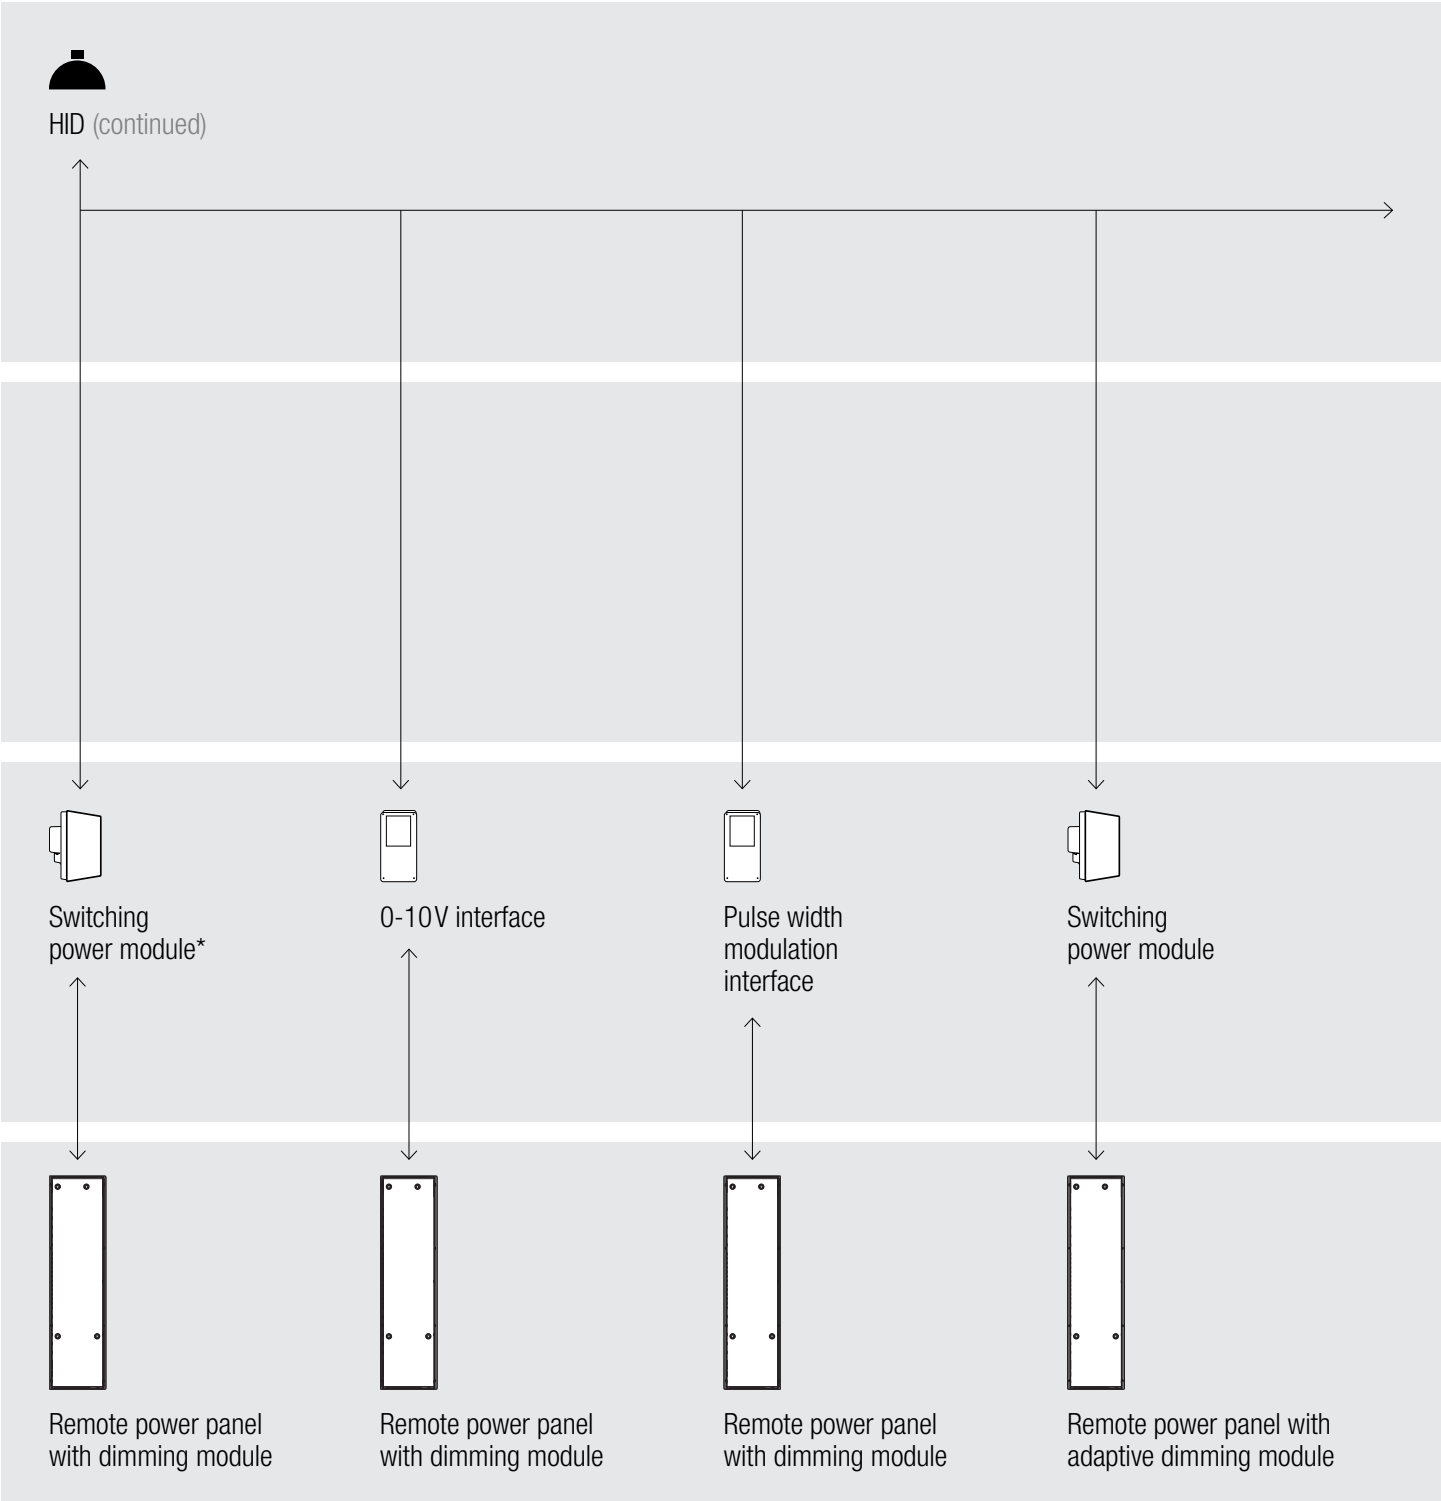 HID (continued)
Switching
power module*
0-10V interface
Pulse width
modulation
interface
Switching
power module
Remote power panel
with dimming module
Remote power panel
with dimming module
Remote power panel
with dimming module
Remote power panel with
adaptive dimming module